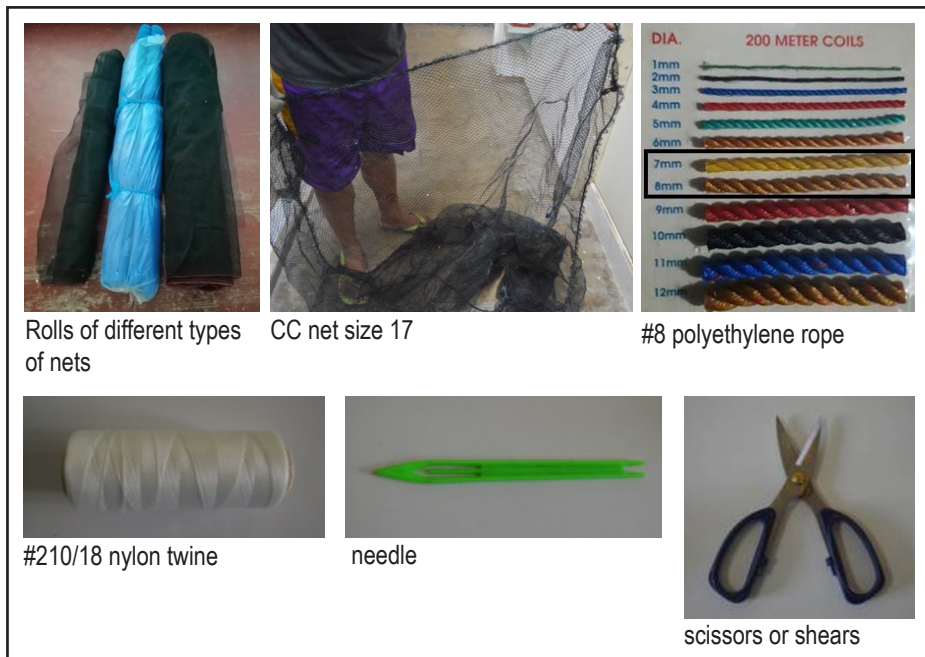 DIA. 200 METER COILS
1mm
2mm
3mm
4mm
5mm
6mm
7mm
8mm
9mm
10mm
11mm
12mm
Rolls of different types
of nets
CC net size 17
#8 polyethylene rope
#210/18 nylon twine
needle
scissors or shears